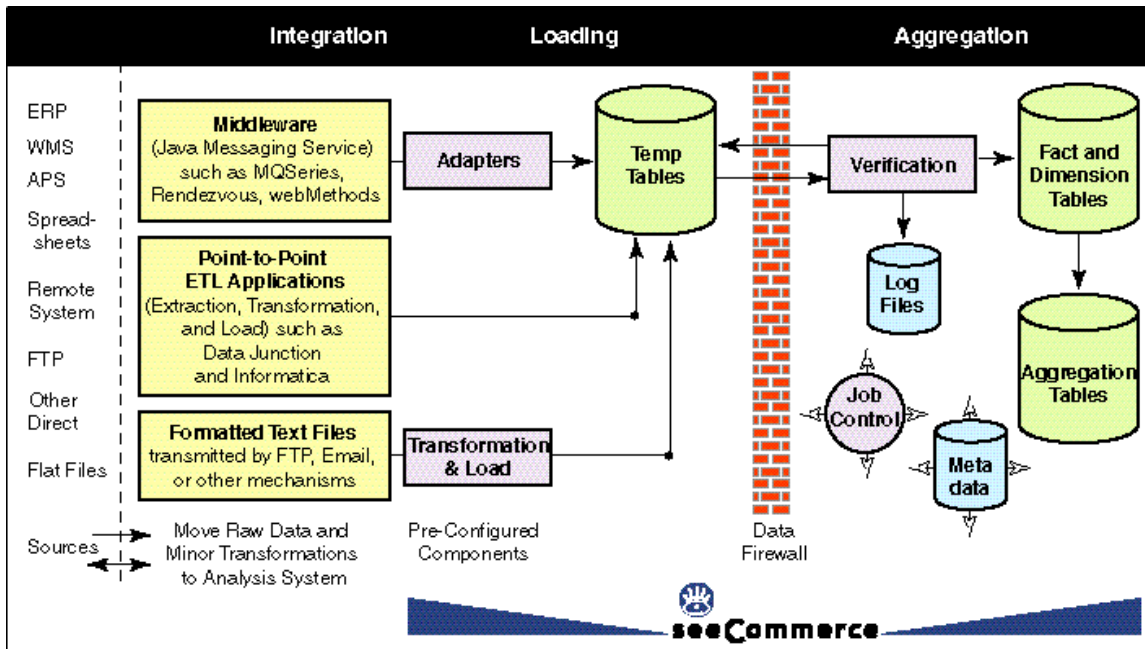 Integration
Loading
Aggregation
ERP
WMS
APS
Spread-
sheets
Remote
System
FTP
Other
Direct
Flat Files
Sources
Middleware
(Java Messaging Service)
such as MQSeries,
Rendezvous, webMethods
Point-to-Point
ETL Applications
(Extraction, Transformation,
and Load) such as
Data Junction
and Informatica
Formatted Text Files
transmitted by FTP, Email,
or other mechanisms
Move Raw Data and
Minor Transformations
to Analysis System
Adapters
Transformation
& Load
Pre-Configured
Components
Temp
Tables
Data
Firewall
Verification
Log
Files
Job
Control
Meta
data
Fact and
Dimension
Tables
Aggregation
Tables
seeCommerce